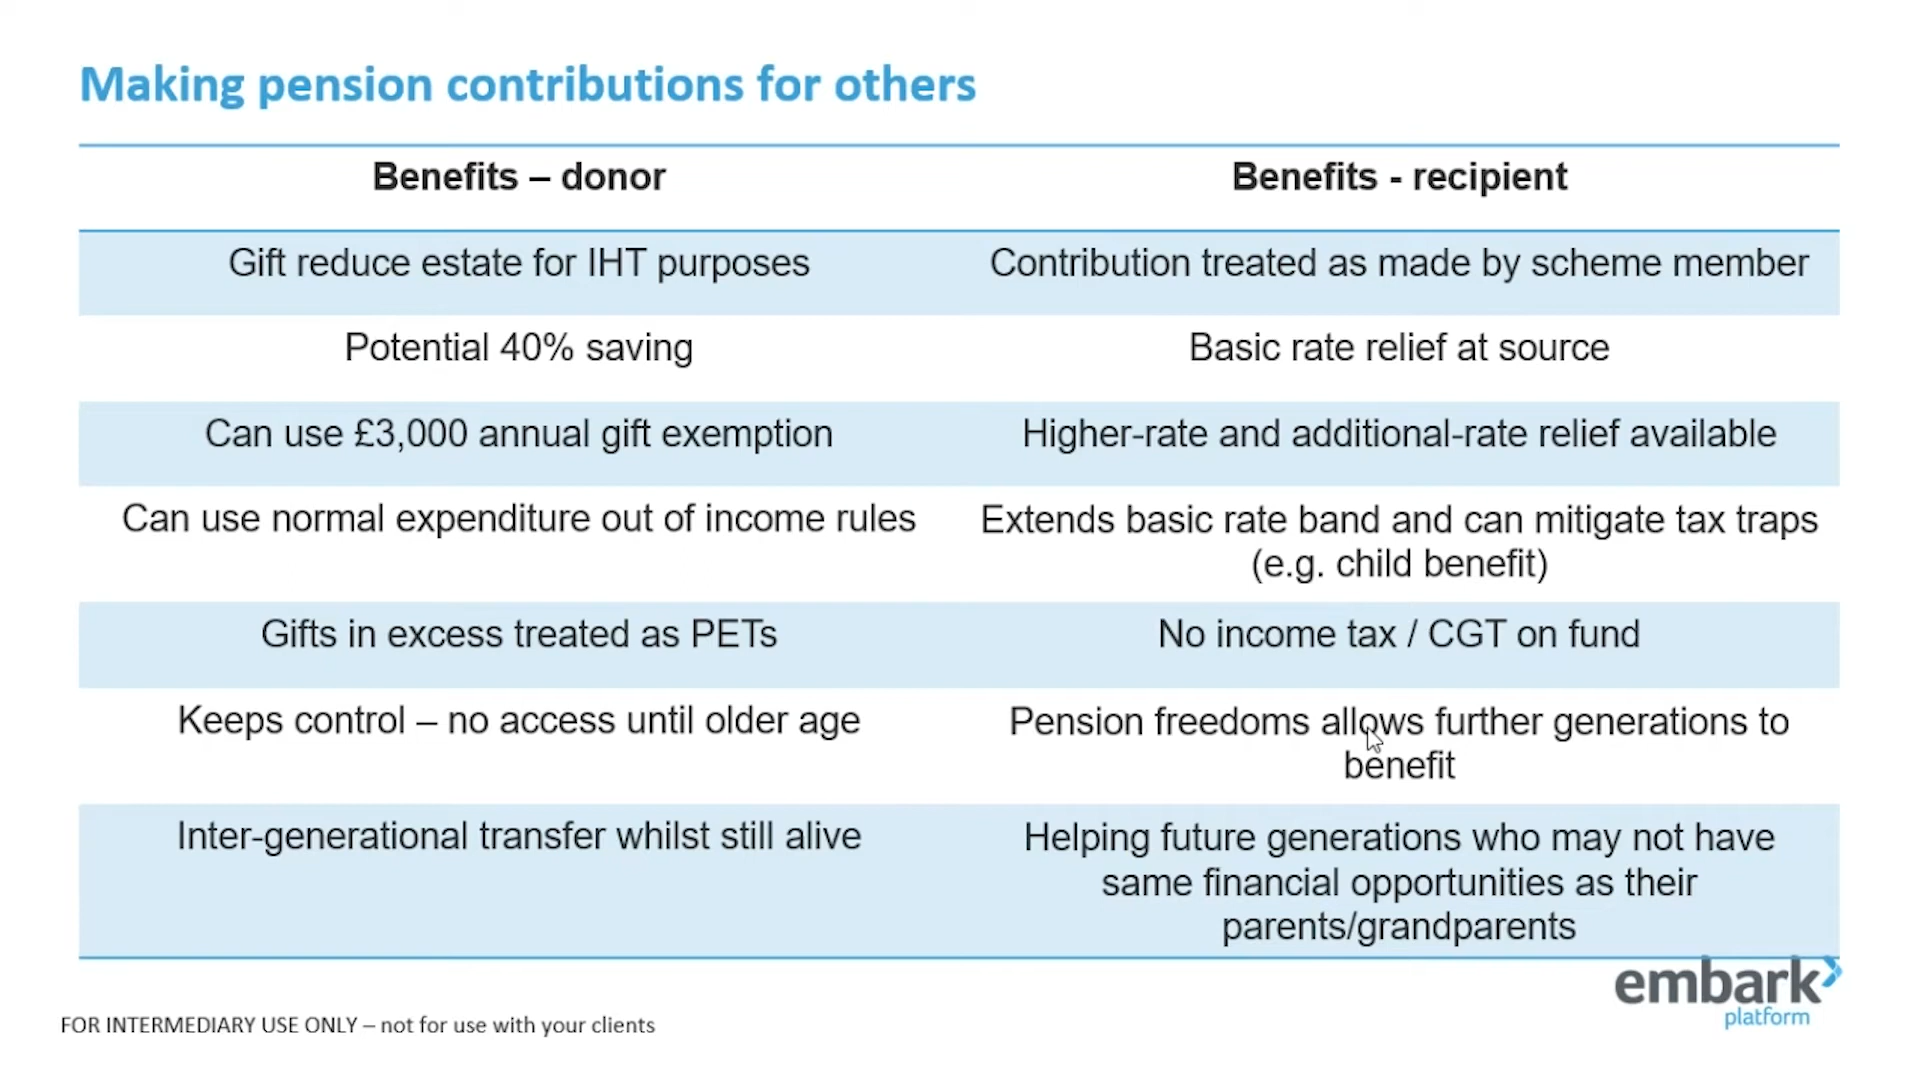 Making pension contributions for others
Benefits – donor
Benefits - recipient
Gift reduce estate for IHT purposes
Contribution treated as made by scheme member
Potential 40% saving
Basic rate relief at source
Can use £3,000 annual gift exemption
Higher-rate and additional-rate relief available
Can use normal expenditure out of income rules
Extends basic rate band and can mitigate tax traps
(e.g. child benefit)
Gifts in excess treated as PETs
No income tax / CGT on fund
Keeps control – no access until older age
Pension freedoms allows further generations to
benefit
Inter-generational transfer whilst still alive
Helping future generations who may not have
same financial opportunities as their
parents/grandparents
embark
platform
FOR INTERMEDIARY USE ONLY – not for use with your clients